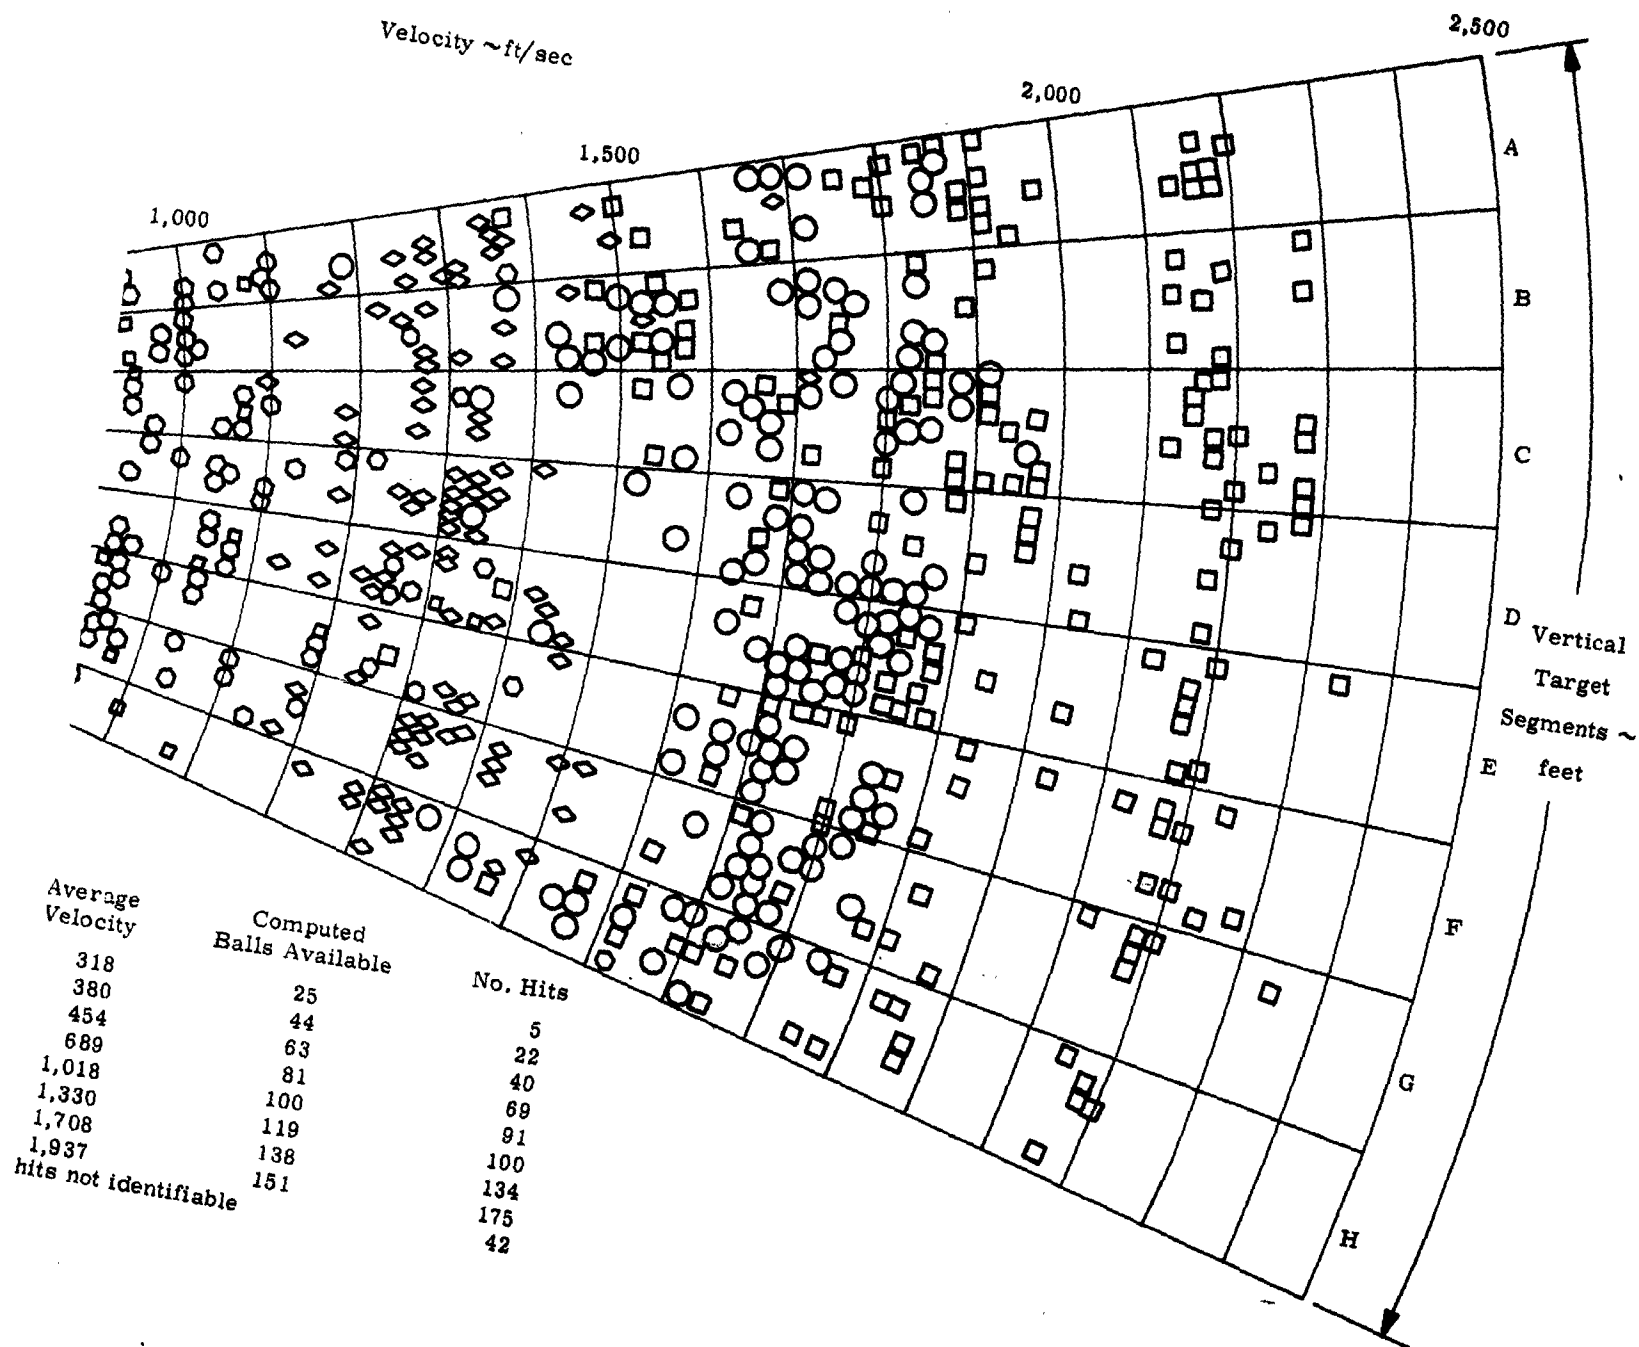 Velocity ~ft/sec
2,500
2,000
1,500
1,000
A
B
C
D
Vertical
Target
Segments ~
feet
E
F
G
H
Average
Velocity
Computed
Balls Available
No. Hits
318 25 5
380 44 22
454 63 40
689 81 69
1,018 100 91
1,330 119 100
1,708 138 134
1,937 151 175
hits not identifiable 42